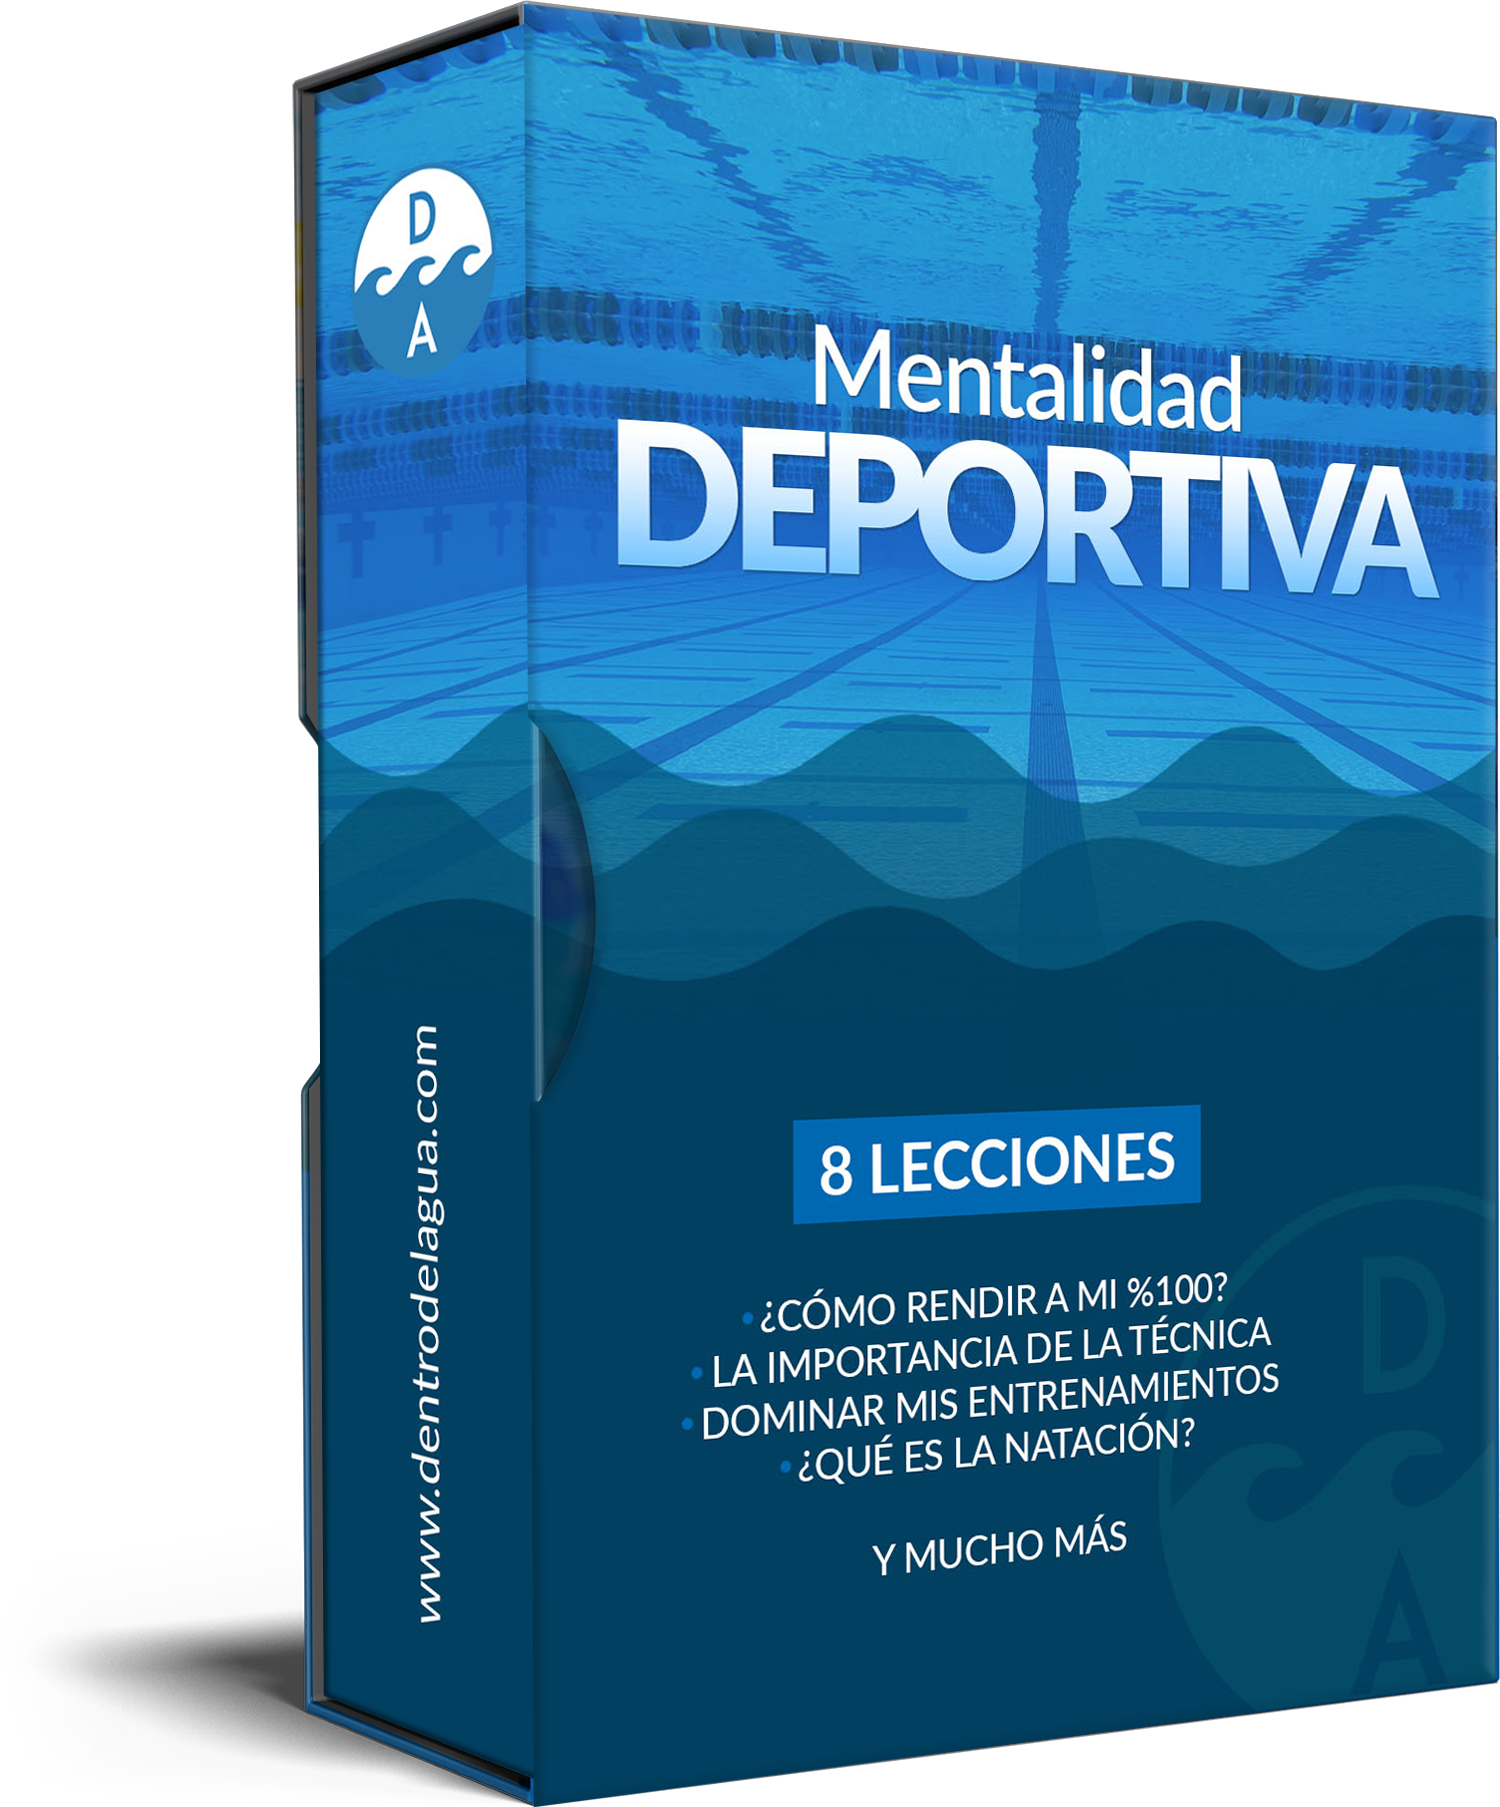 D
A
www.dentrodelagua.com
Mentalidad
DEPORTIVA
8 LECCIONES
• ¿CÓMO RENDIR A MI %100?
• LA IMPORTANCIA DE LA TÉCNICA
• DOMINAR MIS ENTRENAMIENTOS
• ¿QUÉ ES LA NATACIÓN?
Y MUCHO MÁS
D
A